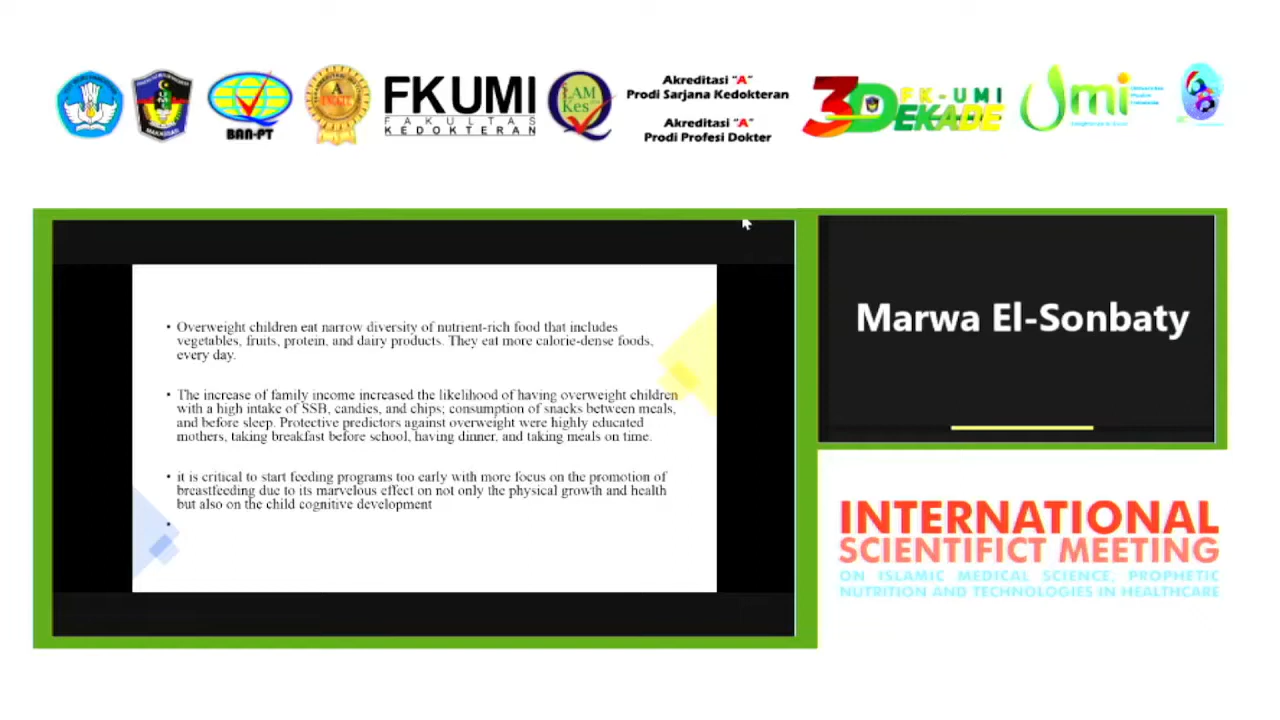 BAN-PT
A
FK UMI
FAKULTAS
KEDOKTERAN
LAM
Kes
Akreditasi "A"
Prodi Sarjana Kedokteran
Akreditasi "A"
Prodi Profesi Dokter
3 DEKADE
FK-UMI
umi
• Overweight children eat narrow diversity of nutrient-rich food that includes
vegetables, fruits, protein, and dairy products. They eat more calorie-dense foods,
every day.
• The increase of family income increased the likelihood of having overweight children
with a high intake of SSB, candies, and chips; consumption of snacks between meals,
and before sleep. Protective predictors against overweight were highly educated
mothers, taking breakfast before school, having dinner, and taking meals on time.
• it is critical to start feeding programs too early with more focus on the promotion of
breastfeeding due to its marvelous effect on not only the physical growth and health
but also on the child cognitive development
•
Marwa El-Sonbaty
INTERNATIONAL
SCIENTIFICT MEETING
ON ISLAMIC MEDICAL SCIENCE, PROPHETIC
NUTRITION AND TECHNOLOGIES IN HEALTHCARE